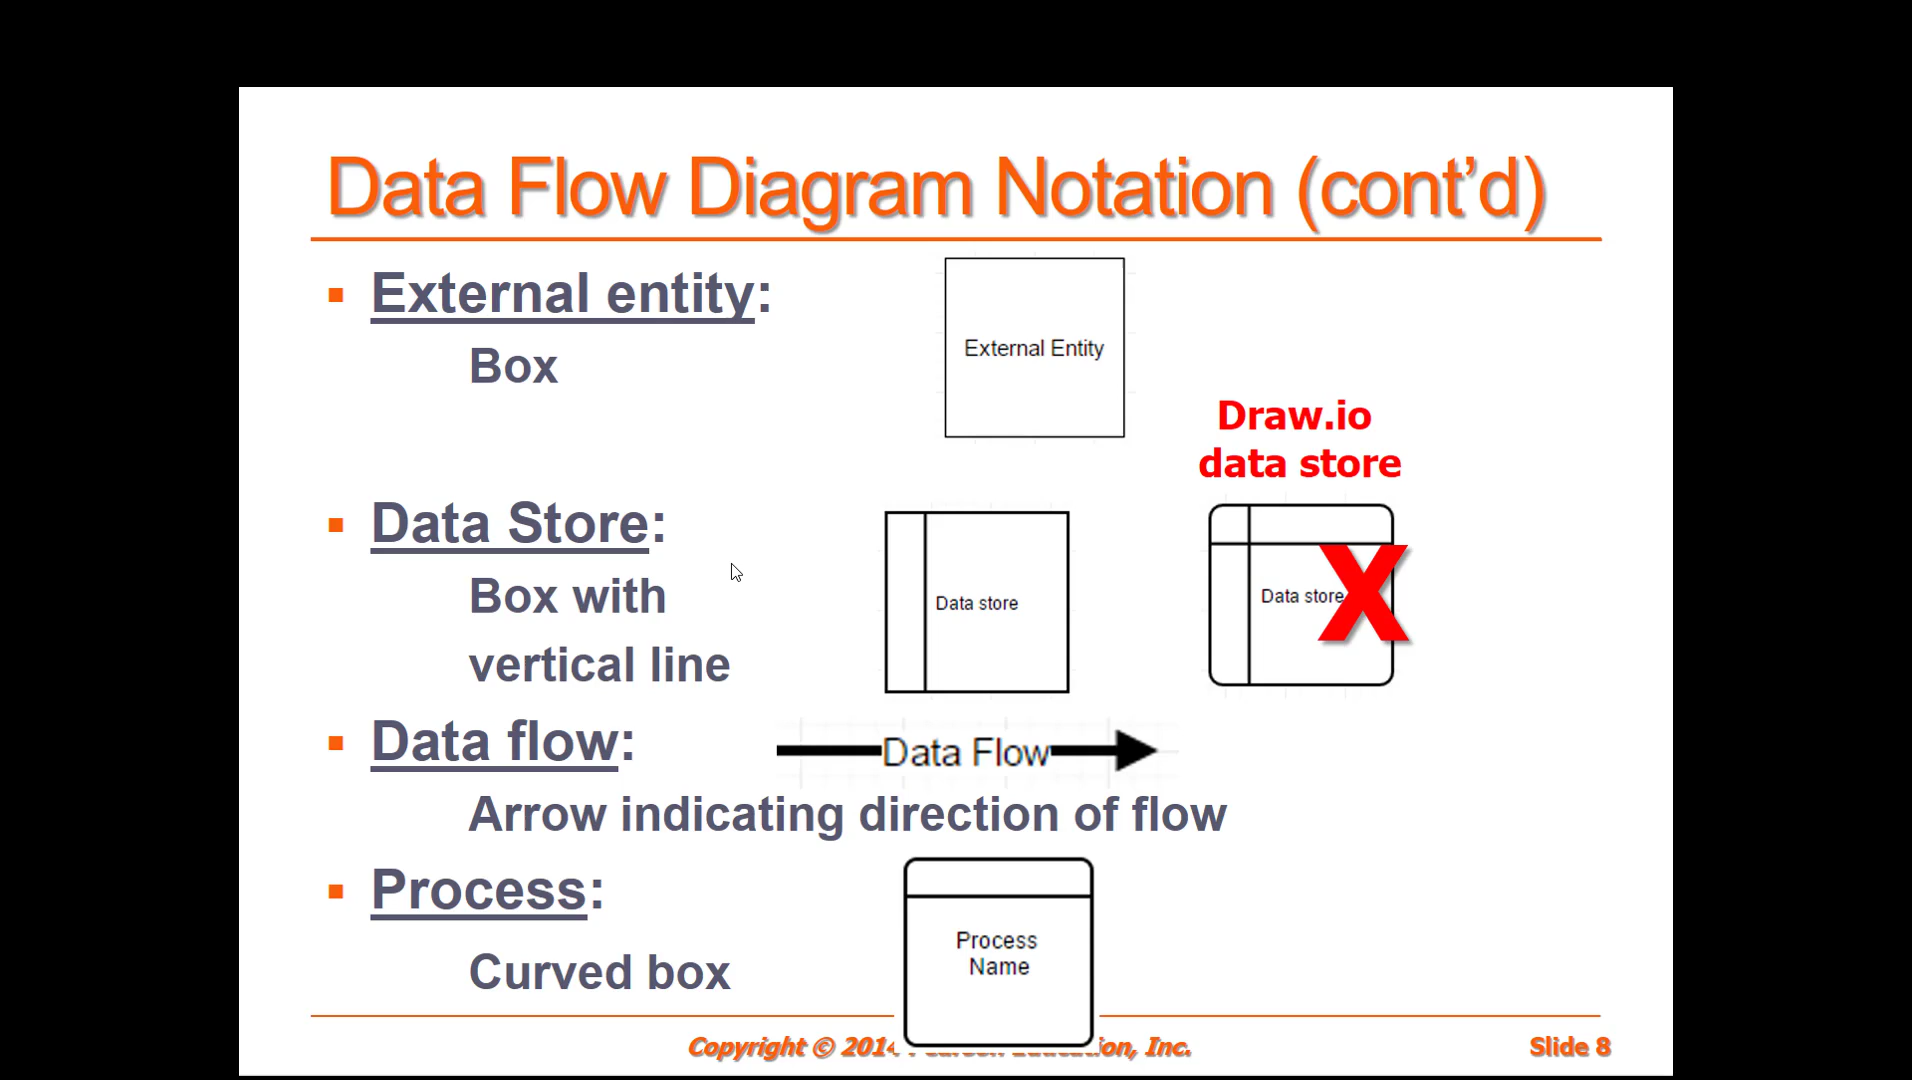 Data Flow Diagram Notation (cont’d)
External entity:
Box
External Entity
Draw.io
data store
Data Store:
Box with
vertical line
Data store
Data store
X
Data flow:
Data Flow
Arrow indicating direction of flow
Process:
Curved box
Process
Name
Copyright © 2014 Pearson Education, Inc.
Slide 8